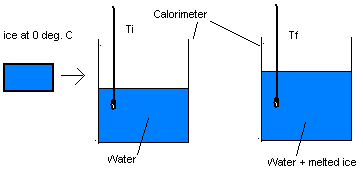 Calorimeter
ice at 0 deg. C
Ti
Tf
Water
Water + melted ice